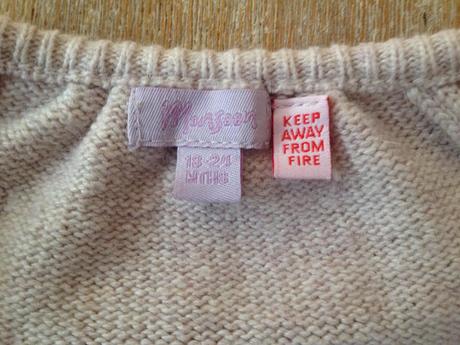 Monsoon
18-24
MTHS
KEEP
AWAY
FROM
FIRE